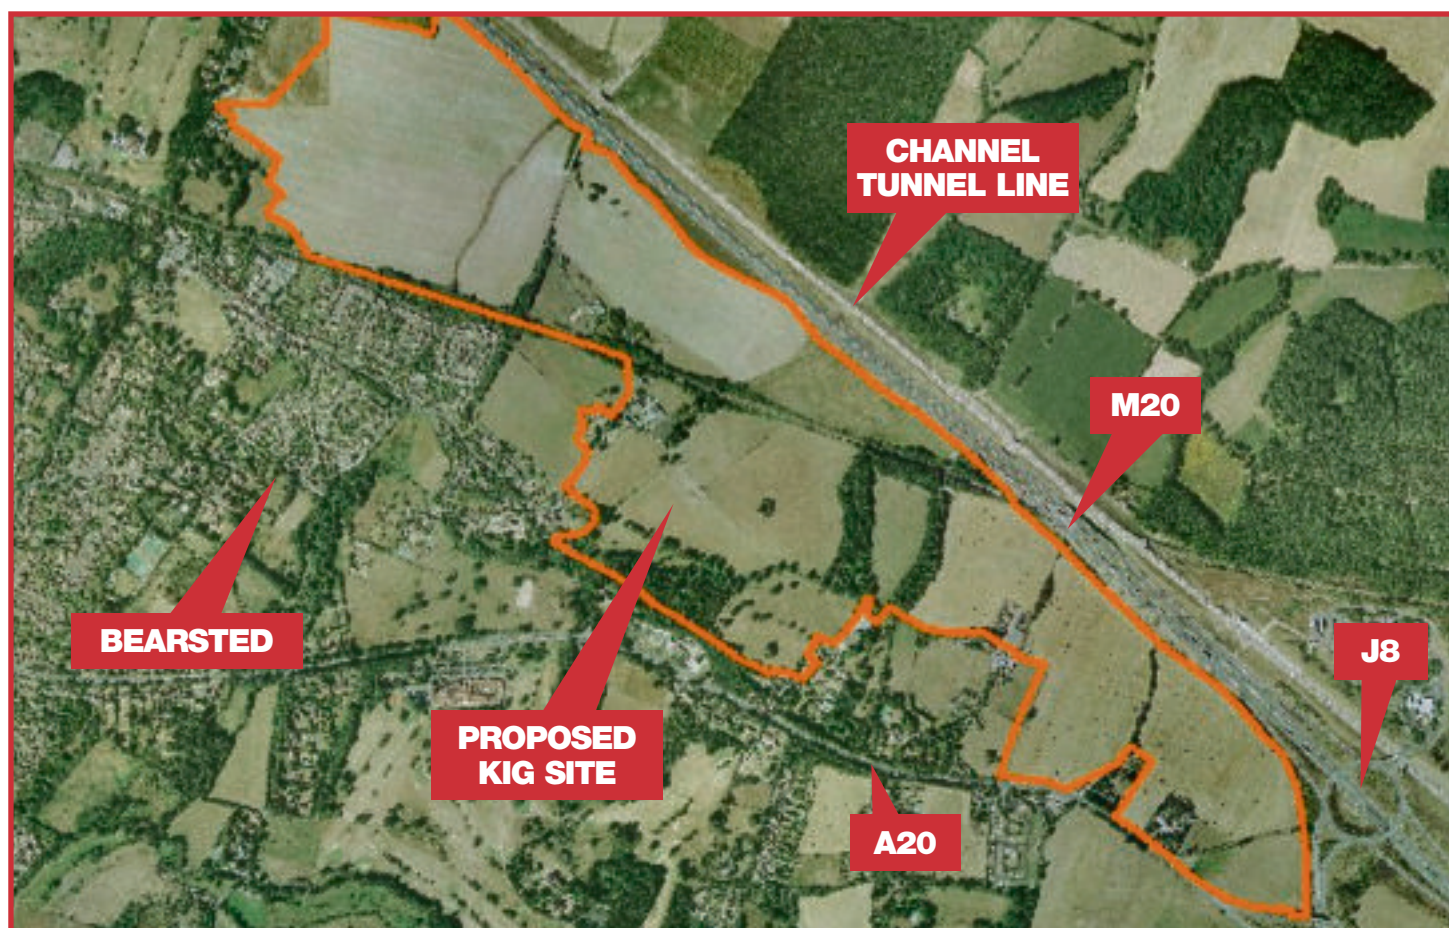 CHANNEL
TUNNEL LINE
M20
BEARSTED
J8
PROPOSED
KIG SITE
A20